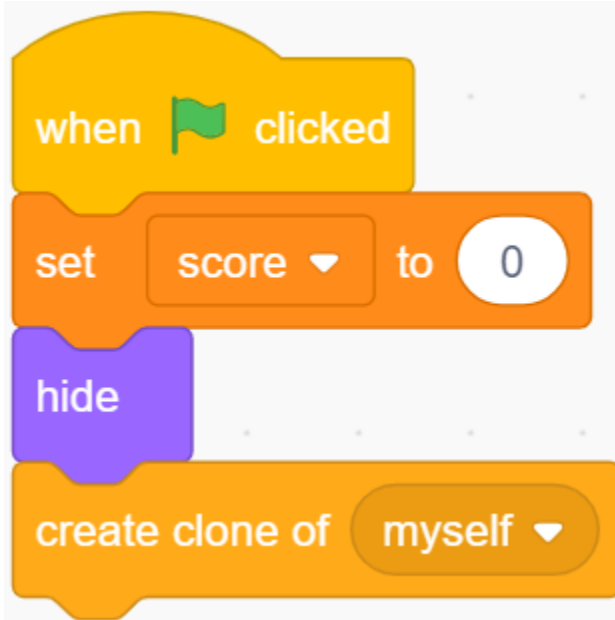 when clicked
set score to 0
hide
create clone of myself